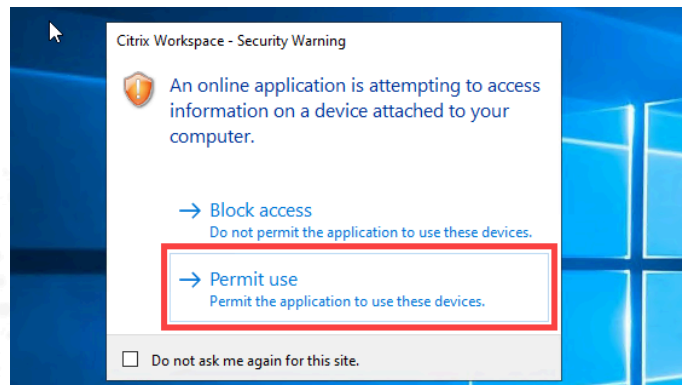 Citrix Workspace - Security Warning
An online application is attempting to access
information on a device attached to your
computer.
→ Block access
Do not permit the application to use these devices.
→ Permit use
Permit the application to use these devices.
Do not ask me again for this site.